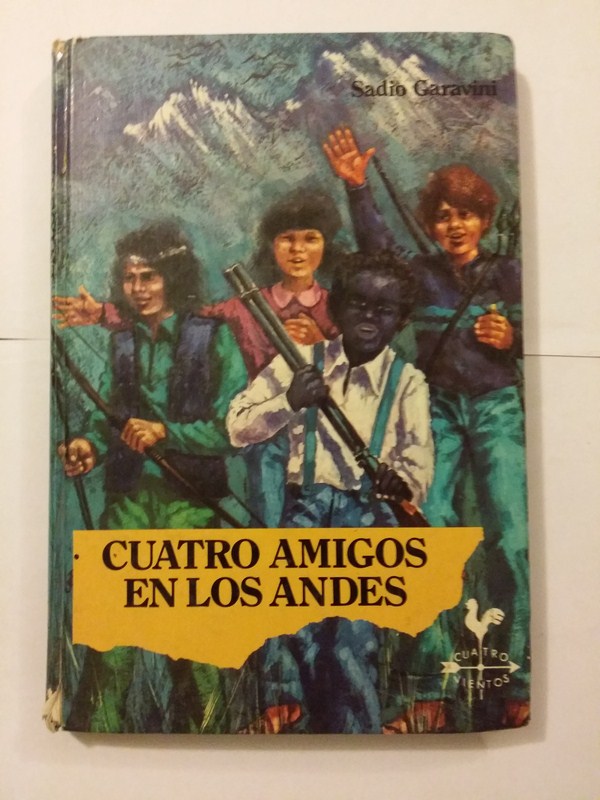 Sadio Garavini
CUATRO AMIGOS
EN LOS ANDES
CUATRO
VIENTOS